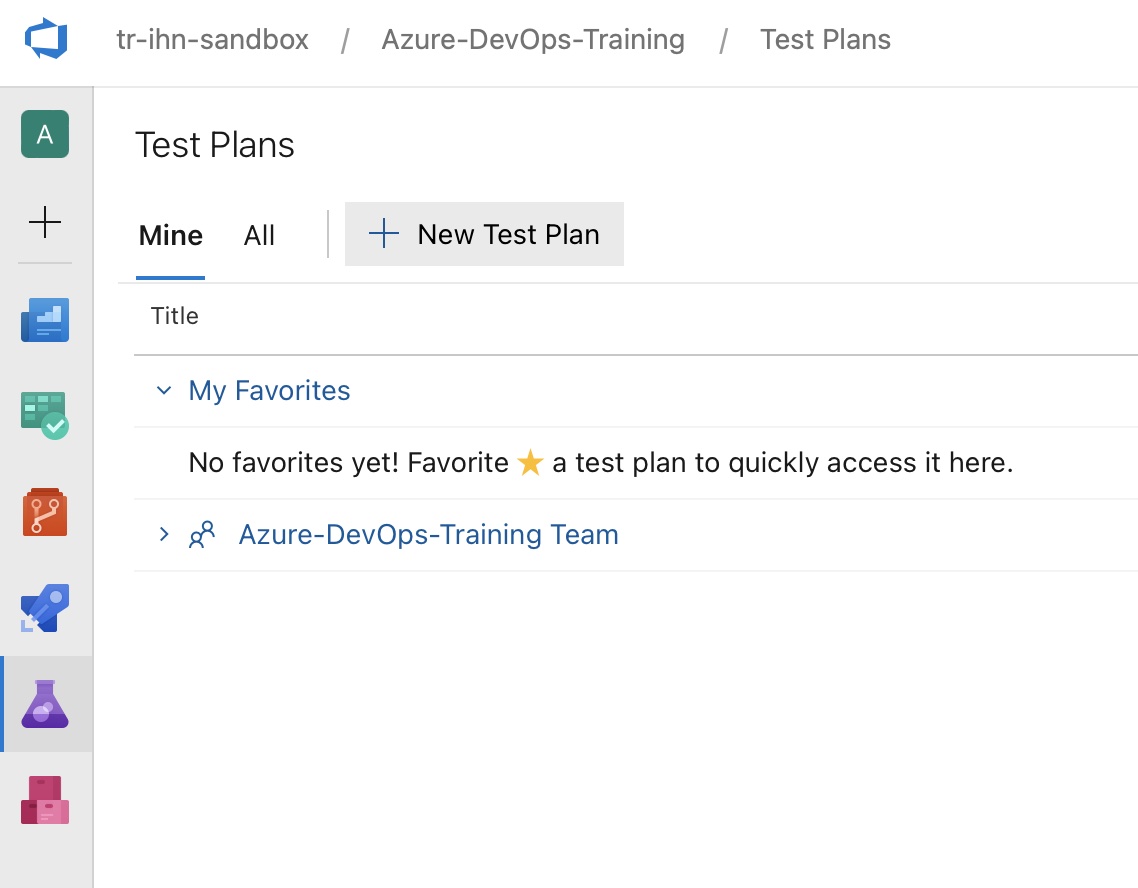 tr-ihn-sandbox / Azure-DevOps-Training / Test Plans
A
Test Plans
Mine All New Test Plan
Title
My Favorites
No favorites yet! Favorite ★ a test plan to quickly access it here.
Azure-DevOps-Training Team